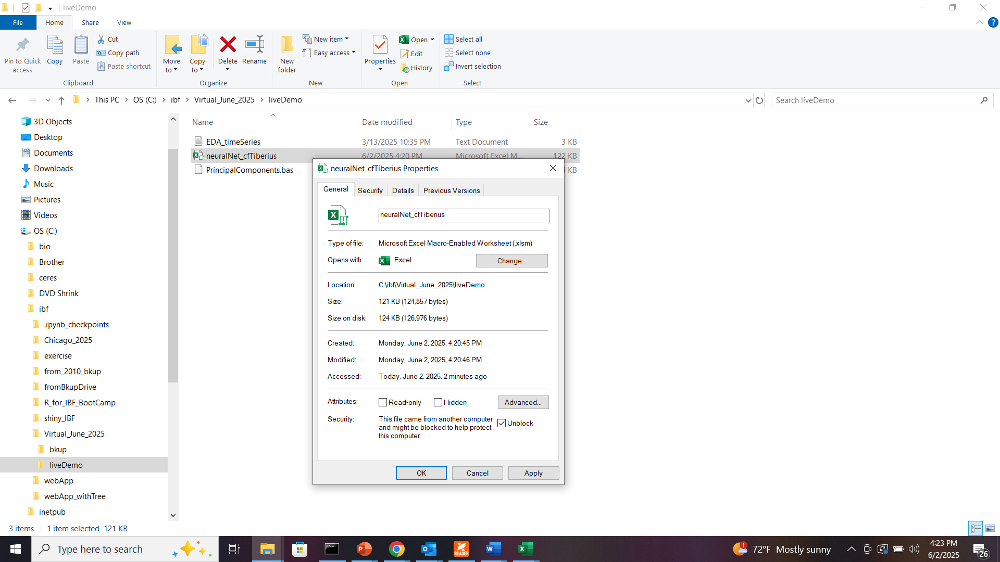 liveDemo
File
Home
Share
View
?
Pin to Quick access
Copy
Paste
Cut
Copy path
Paste shortcut
Clipboard
Move to
Copy to
Delete
Rename
Organize
New folder
New item
Easy access
New
Properties
Open
Edit
History
Open
Select all
Select none
Invert selection
Select
This PC > OS (C:) > ibf > Virtual_June_2025 > liveDemo
Search liveDemo
3D Objects
Desktop
Documents
Downloads
Music
Pictures
Videos
OS (C:)
bio
Brother
ceres
DVD Shrink
ibf
.ipynb_checkpoints
Chicago_2025
exercise
from_2010_bkup
fromBkupDrive
R_for_IBF_BootCamp
shiny_IBF
Virtual_June_2025
bkup
liveDemo
webApp
webApp_withTree
inetpub
Name Date modified Type Size
EDA_timeSeries 3/13/2025 10:35 PM Text Document 3 KB
neuralNet_cfTiberius 6/2/2025 4:20 PM Microsoft Excel M... 122 KB
PrincipalComponents.bas KB
neuralNet_cfTiberius Properties
General Security Details Previous Versions
neuralNet_cfTiberius
Type of file: Microsoft Excel Macro-Enabled Worksheet (.xlsm)
Opens with: Excel Change...
Location: C:\ibf\Virtual_June_2025\liveDemo
Size: 121 KB (124,857 bytes)
Size on disk: 124 KB (126,976 bytes)
Created: Monday, June 2, 2025, 4:20:45 PM
Modified: Monday, June 2, 2025, 4:20:46 PM
Accessed: Today, June 2, 2025, 2 minutes ago
Attributes: Read-only Hidden Advanced...
Security: This file came from another computer
and might be blocked to help protect
this computer.
Unblock
OK Cancel Apply
3 items 1 item selected 121 KB
Type here to search
READER
1
72°F Mostly sunny
4:23 PM
6/2/2025
26